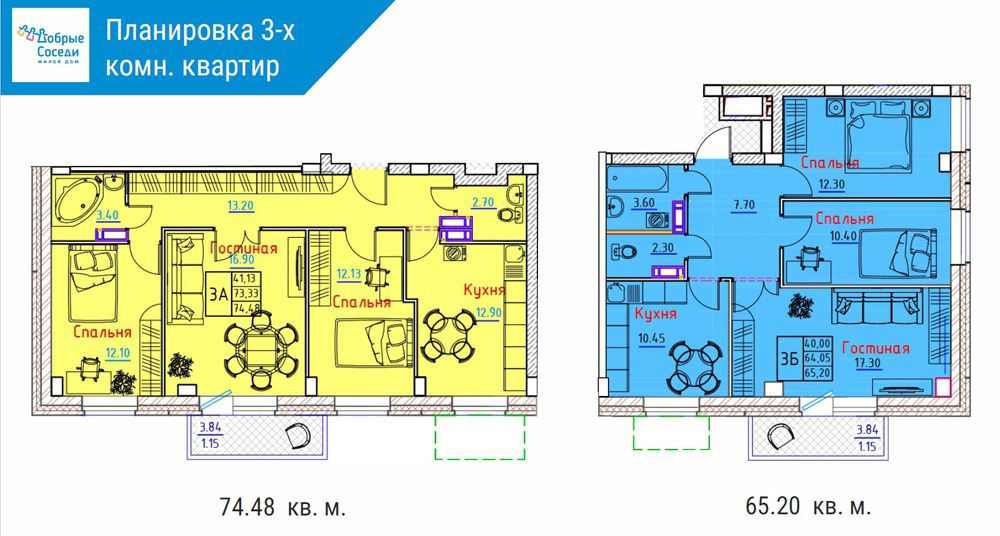 Добрые
Соседи
жилой дом
Планировка 3-х
комн. квартир
3.40
13.20
2.70
Гостиная
16.90
3А
41,13
73,33
74,48
12.13
Спальня
Кухня
12.90
Спальня
12.10
3.84
1.15
74.48 кв. м.
Спальня
12.30
3.60
7.70
Спальня
10.40
2.30
Кухня
10.45
3Б
40,00
64,05
65,20
Гостиная
17.30
3.84
1.15
65.20 кв. м.